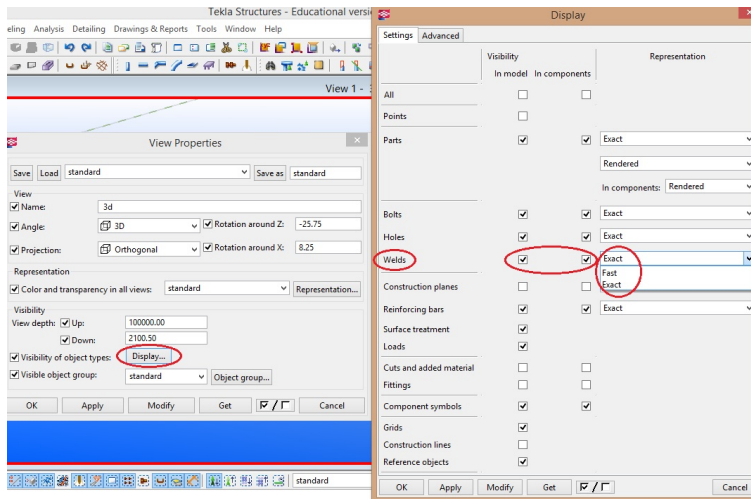 Tekla Structures - Educational versi
eling Analysis Detailing Drawings & Reports Tools Window Help
View 1 -
View Properties
Save Load standard Save as standard
View
Name: 3d
Angle: 3D Rotation around Z: -25.75
Projection: Orthogonal Rotation around X: 8.25
Representation
Color and transparency in all views: standard Representation...
Visibility
View depth: Up: 100000.00
Down: 2100.50
Visibility of object types: Display...
Visible object group: standard Object group...
OK Apply Modify Get Cancel
standard
Display
Settings Advanced
Visibility Representation
In model In components
All
Points
Parts Exact
Rendered
In components: Rendered
Bolts Exact
Holes Exact
Welds Exact
Fast
Exact
Construction planes
Reinforcing bars Exact
Surface treatment
Loads
Cuts and added material
Fittings
Component symbols
Grids
Construction lines
Reference objects
OK Apply Modify Get Cancel